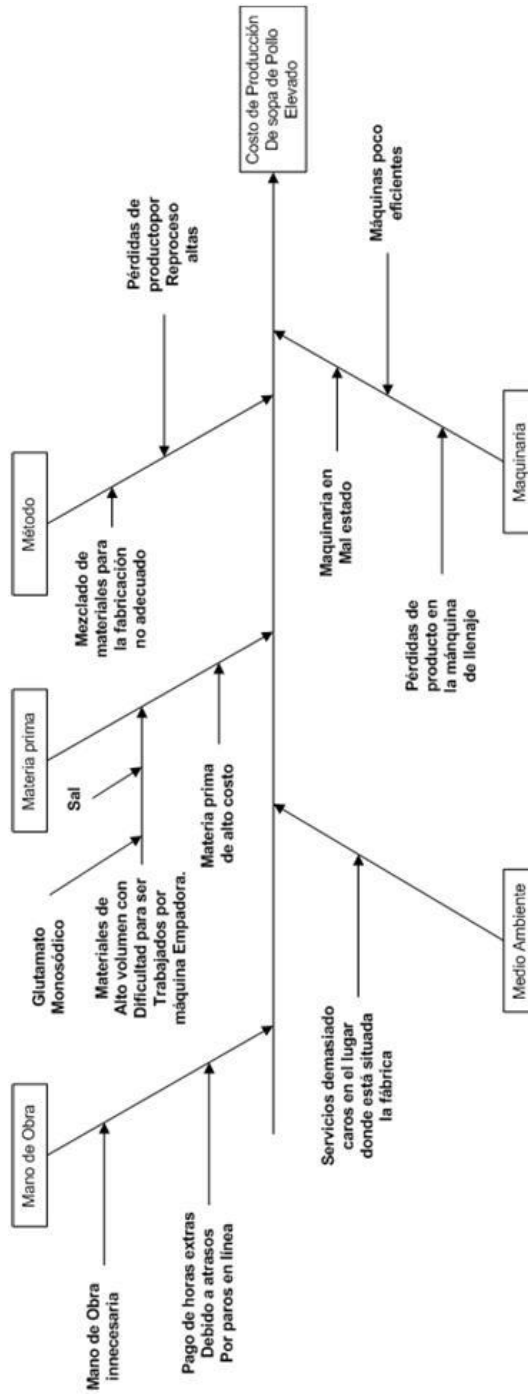 Mano de Obra
Materia prima
Método
Glutamato
Monosódico
Sal
Mano de Obra
innecesaria
Materiales de
Alto volumen con
Dificultad para ser
Trabajados por
máquina Empadora.
Mezclado de
materiales para
la fabricación
no adecuado
Pérdidas de
productopor
Reproceso
altas
Pago de horas extras
Debido a atrasos
Por paros en línea
Materia prima
de alto costo
Costo de Producción
De sopa de Pollo
Elevado
Servicios demasiado
caros en el lugar
donde está situada
la fábrica
Maquinaria en
Mal estado
Máquinas poco
eficientes
Pérdidas de
producto en
la mánquina
de llenaje
Medio Ambiente
Maquinaria